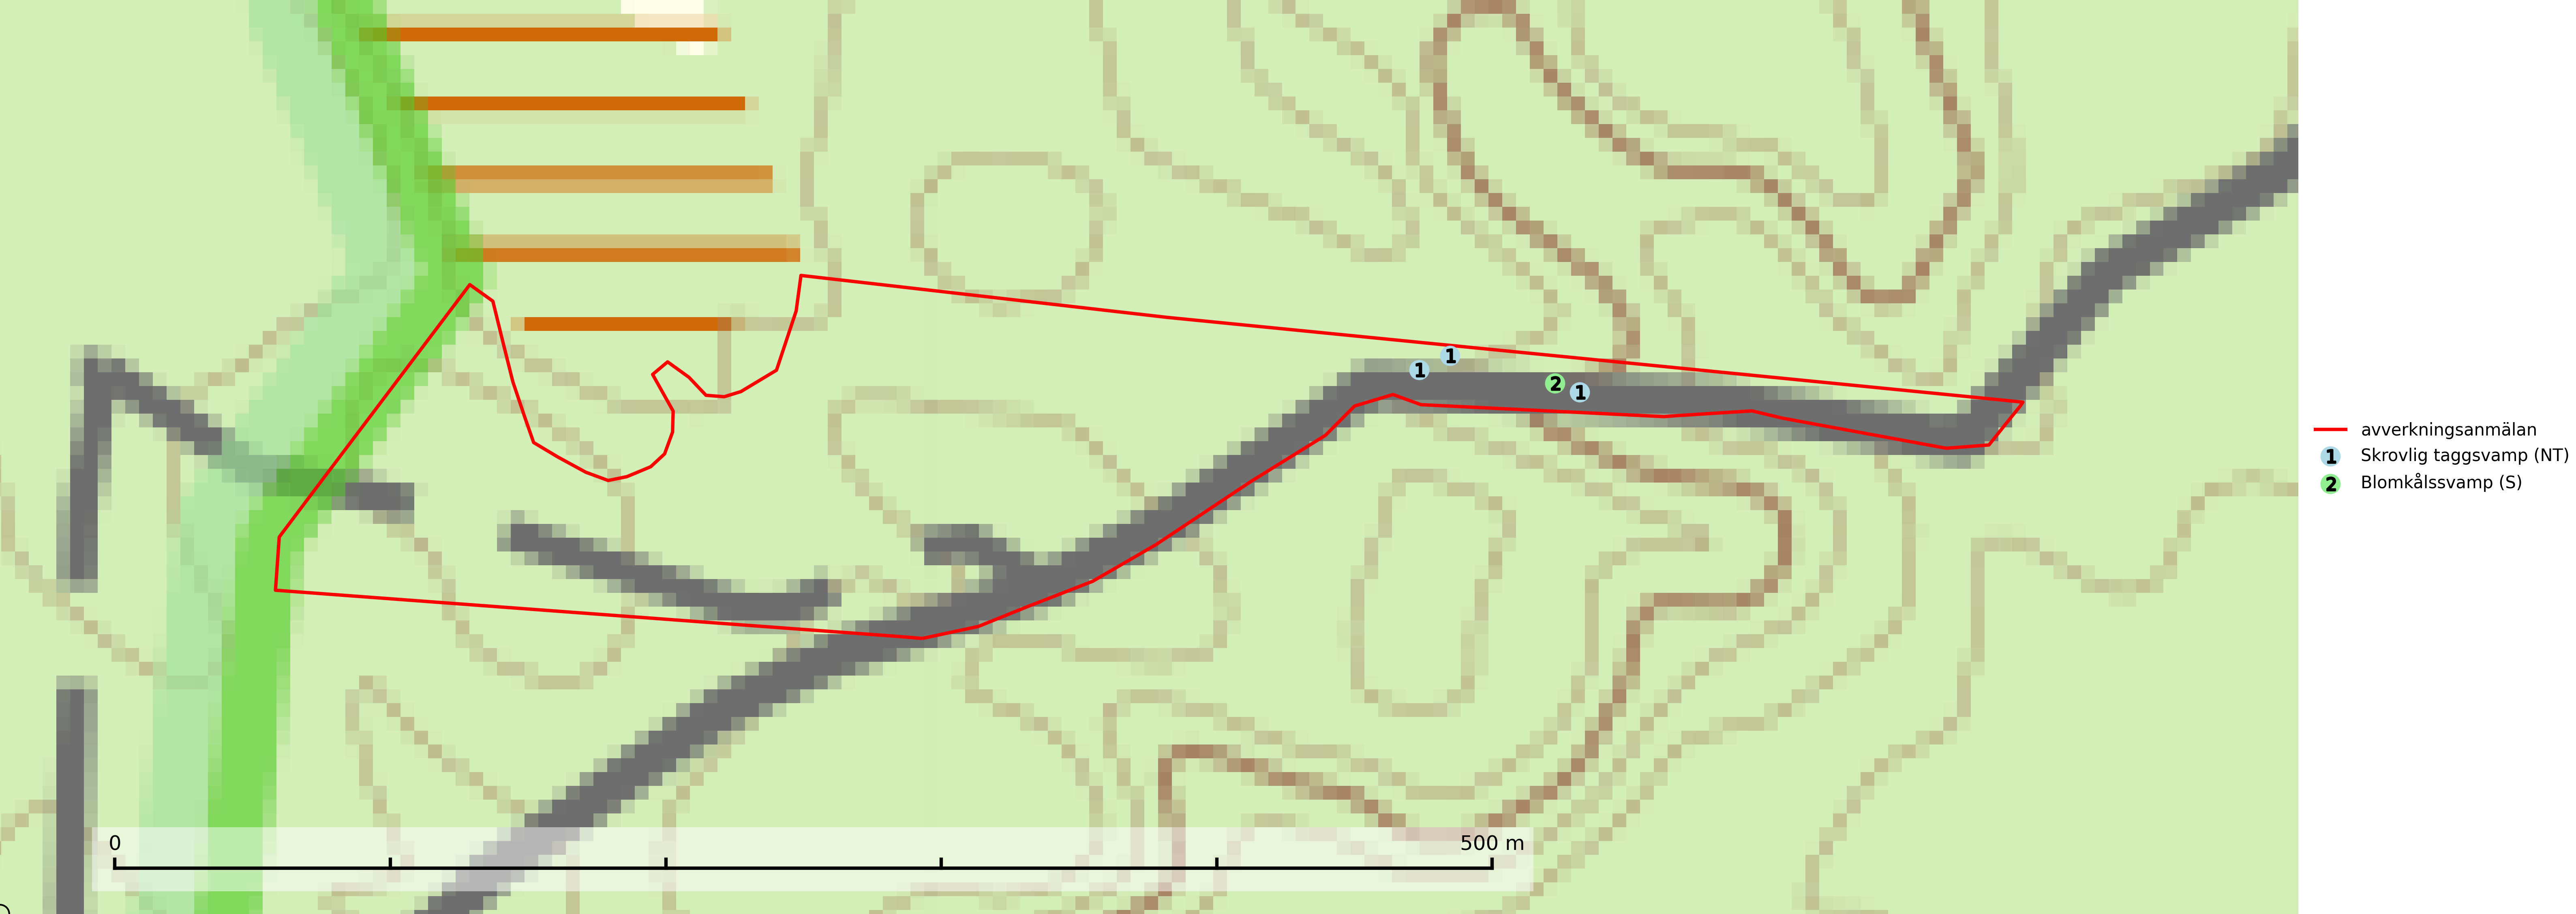 1
1
2
1
avverkningsanmälan
1 Skrovlig taggsvamp (NT)
2 Blomkålssvamp (S)
0 500 m